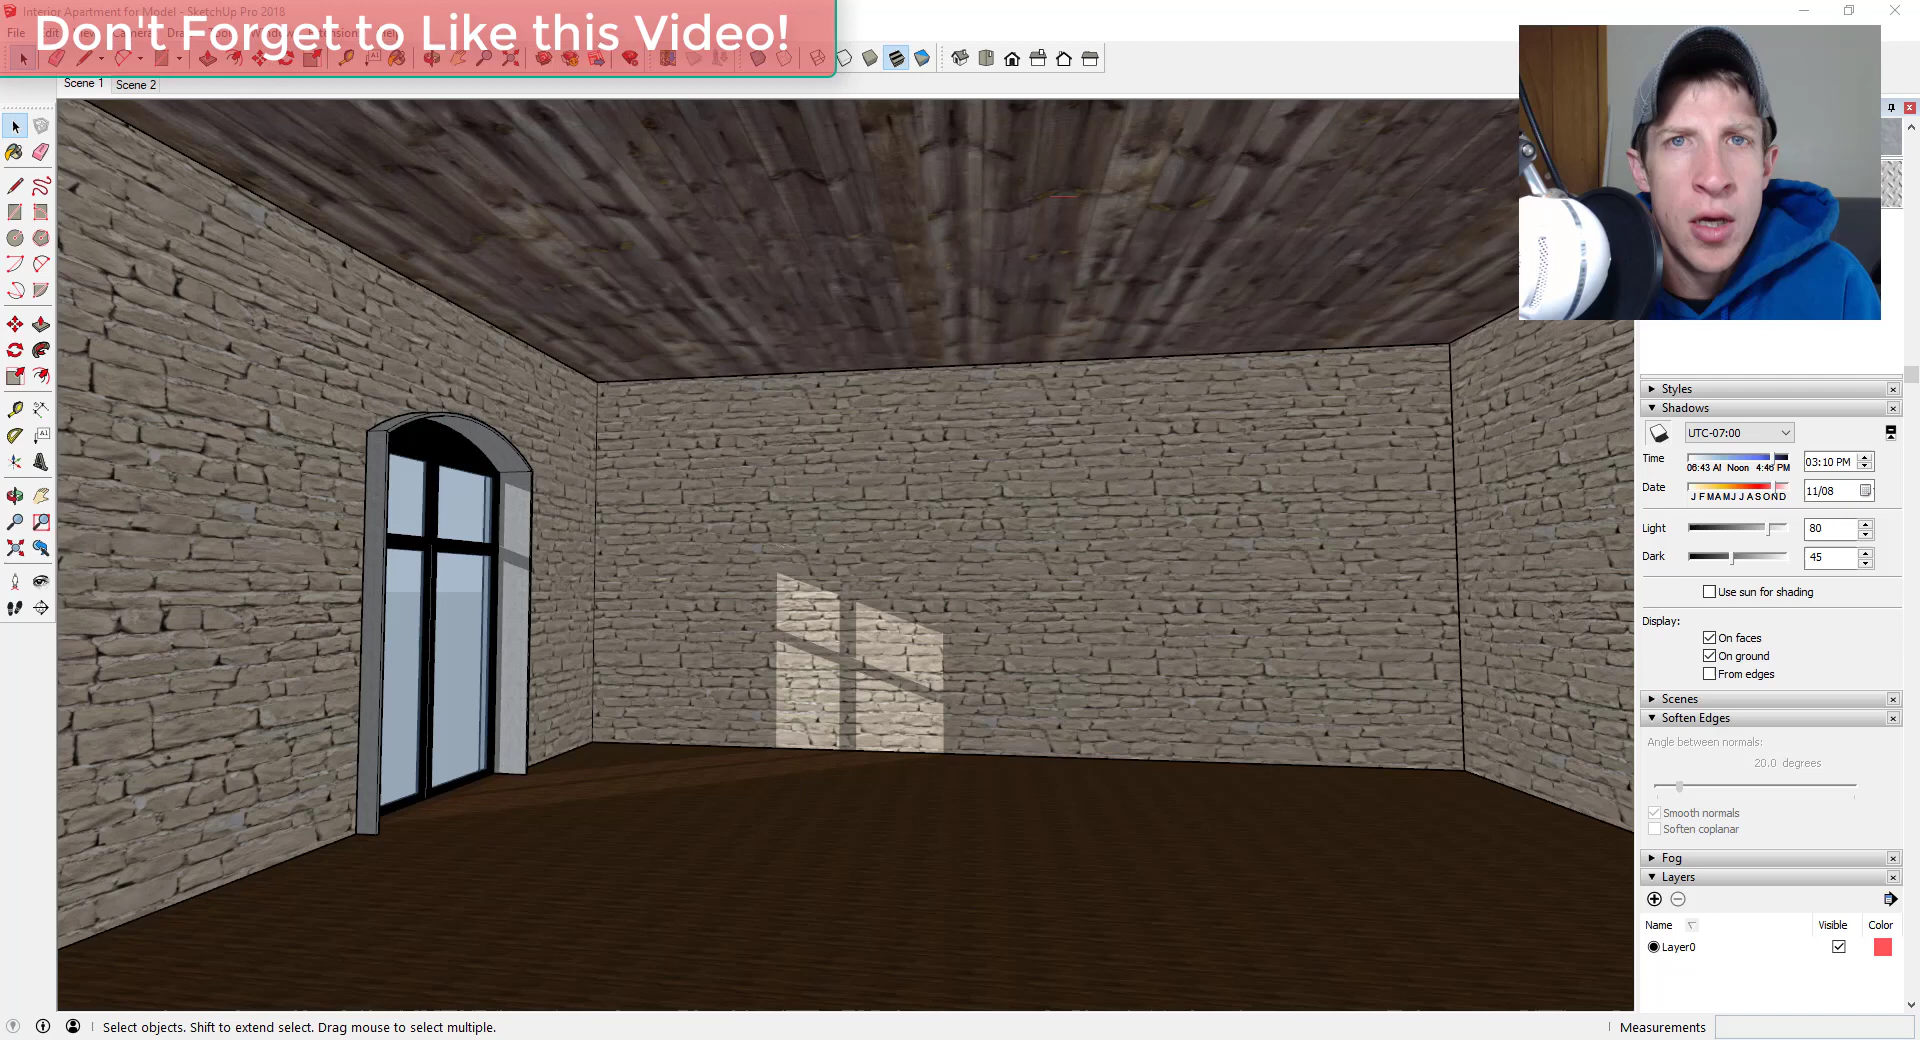 Interior Apartment for Model - SketchUp Pro 2018
Don't Forget to Like this Video!
File
Scene 1
Scene 2
Styles
Shadows
UTC-07:00
Time
06:43 AI Noon 4:46 PM
03:10 PM
Date
J F M A M J J A S O N D
11/08
Light
80
Dark
45
Use sun for shading
Display:
On faces
On ground
From edges
Scenes
Soften Edges
Angle between normals:
20.0 degrees
Smooth normals
Soften coplanar
Fog
Layers
Name Visible Color
Layer0
Select objects. Shift to extend select. Drag mouse to select multiple.
Measurements